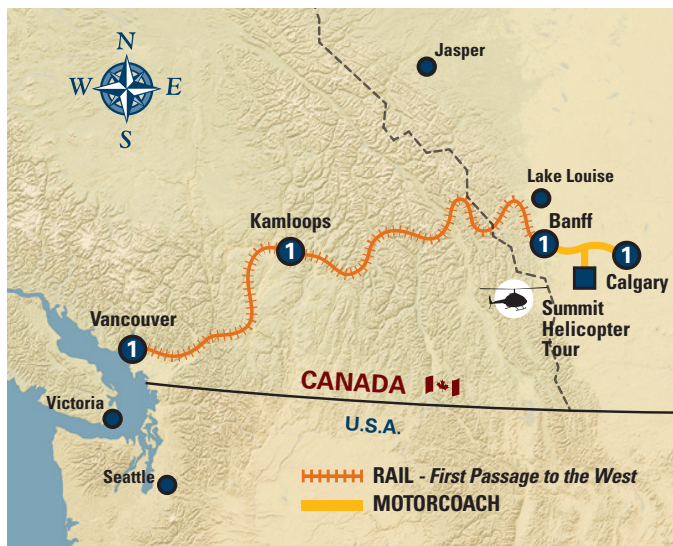 N
W E
S
Jasper
Lake Louise
Kamloops
1
Banff
1
1
Calgary
Summit
Helicopter
Tour
Vancouver
1
CANADA
Victoria
U.S.A.
Seattle
RAIL - First Passage to the West
MOTORCOACH